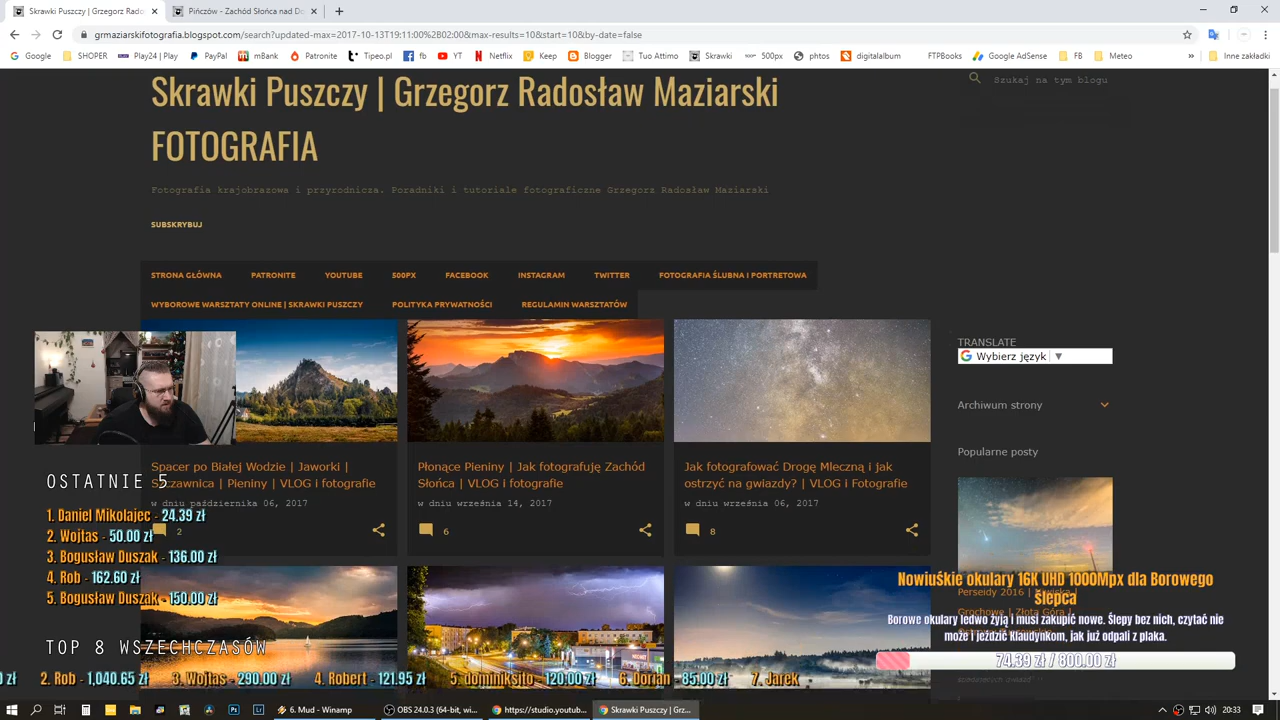 Skrawki Puszczy | Grzegorz Rado
Pińczów - Zachód Słońca nad Do
grmaziarskifotografia.blogspot.com/search?updated-max=2017-10-13T19:11:00%2B02:00&max-results=10&start=10&by-date=false
Google SHOPER Play24 | Play PayPal mBank Patronite Tipeo.pl fb YT Netflix Keep Blogger Tuo Attimo Skrawki 500px phtos digitalalbum FTPBooks Google AdSense FB Meteo » Inne zakładki
Skrawki Puszczy | Grzegorz Radosław Maziarski
FOTOGRAFIA
Szukaj na tym blogu
Fotografia krajobrazowa i przyrodnicza. Poradniki i tutoriale fotograficzne Grzegorz Radosław Maziarski
SUBSKRYBUJ
STRONA GŁÓWNA PATRONITE YOUTUBE 500PX FACEBOOK INSTAGRAM TWITTER FOTOGRAFIA ŚLUBNA I PORTRETOWA
WYBOROWE WARSZTATY ONLINE | SKRAWKI PUSZCZY POLITYKA PRYWATNOŚCI REGULAMIN WARSZTATÓW
TRANSLATE
Wybierz język ▼
Archiwum strony
Popularne posty
Spacer po Białej Wodzie | Jaworki |
Szczawnica | Pieniny | VLOG i fotografie
w dniu października 06, 2017
2
Płonące Pieniny | Jak fotografuję Zachód
Słońca | VLOG i fotografie
w dniu września 14, 2017
6
Jak fotografować Drogę Mleczną i jak
ostrzyć na gwiazdy? | VLOG i Fotografie
w dniu września 06, 2017
8
OSTATNIE 5
1. Daniel Mikolajec - 24.39 zł
2. Wojtas - 50.00 zł
3. Bogusław Duszak - 136.00 zł
4. Rob - 162.60 zł
5. Bogusław Duszak - 150.00 zł
TOP 8 WSZECHCZASÓW
0 zł 2. Rob - 1,040.65 zł 3. Wojtas - 290.00 zł 4. Robert - 121.95 zł 5. dominiksito - 120.00 zł 6. Dorian - 85.00 zł 7. Jarek
Perseidy 2016 |
Grochowe | Złota Góra |
Nowiuśkie okulary 16K UHD 1000Mpx dla Borowego
Ślepca
Borowe okulary ledwo żyją i musi zakupić nowe. Ślepy bez nich, czytać nie
może i jeździć Klaudynkom, jak już odpali z plaka.
74.39 zł / 800.00 zł
6. Mud - Winamp OBS 24.0.3 (64-bit, wi... https://studio.youtub... Skrawki Puszczy | Grz... 20:33